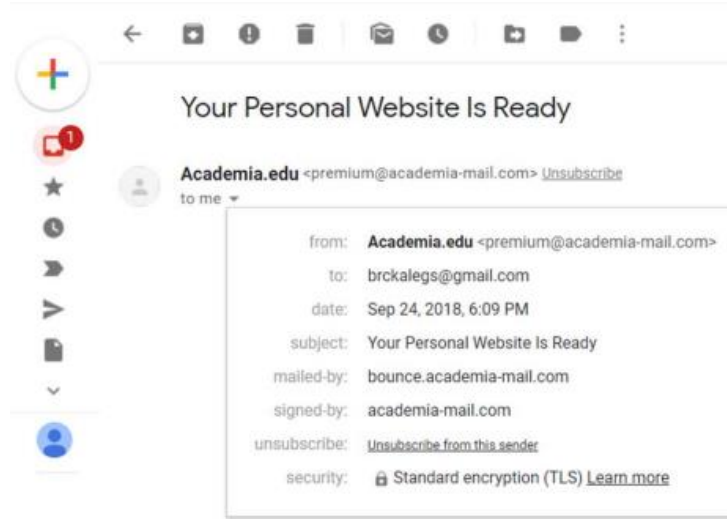 Your Personal Website Is Ready
1
Academia.edu <premium@academia-mail.com> Unsubscribe
to me
from: Academia.edu <premium@academia-mail.com>
to: brckalegs@gmail.com
date: Sep 24, 2018, 6:09 PM
subject: Your Personal Website Is Ready
mailed-by: bounce.academia-mail.com
signed-by: academia-mail.com
unsubscribe: Unsubscribe from this sender
security: Standard encryption (TLS) Learn more